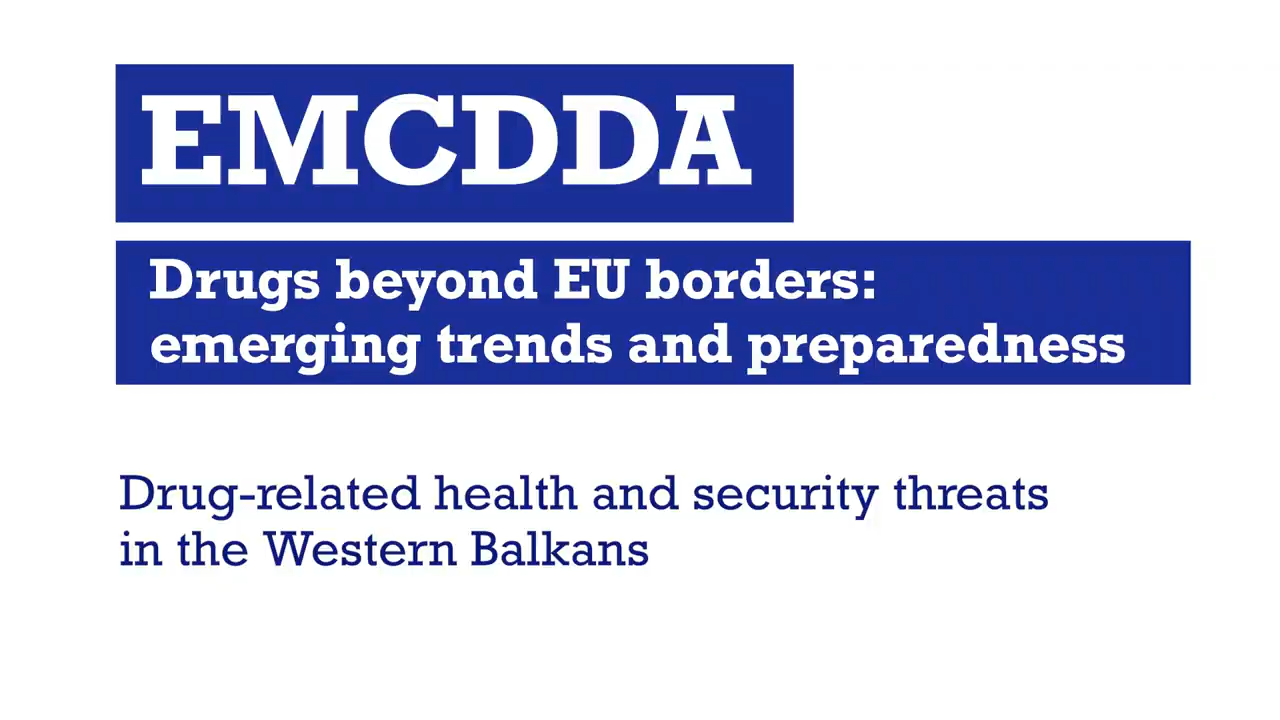 EMCDDA
Drugs beyond EU borders:
emerging trends and preparedness
Drug-related health and security threats
in the Western Balkans